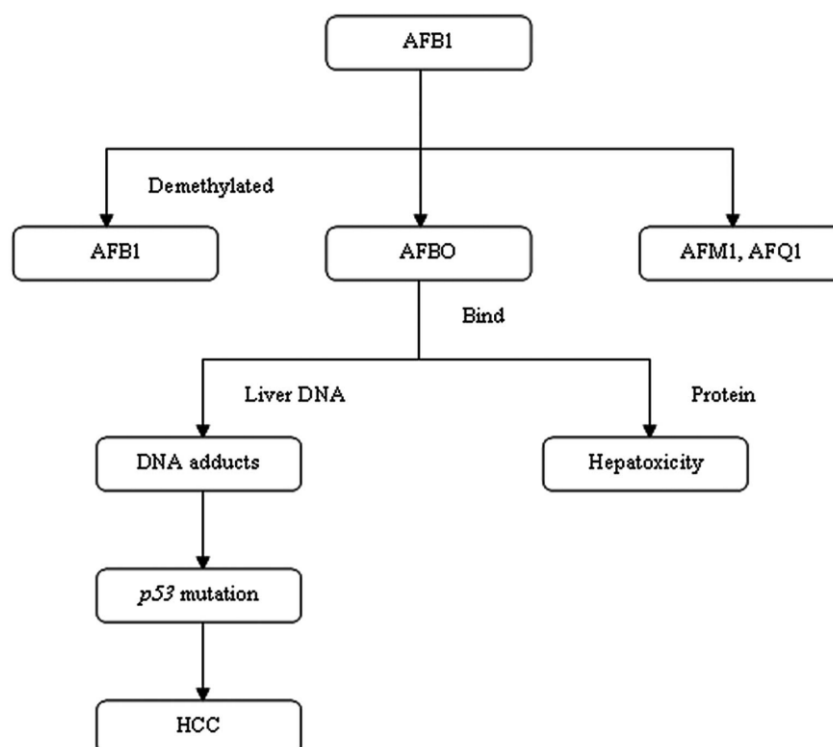 AFB1
Demethylated
AFB1
AFBO
AFM1, AFQ1
Bind
Liver DNA
Protein
DNA adducts
Hepatoxicity
p53 mutation
HCC